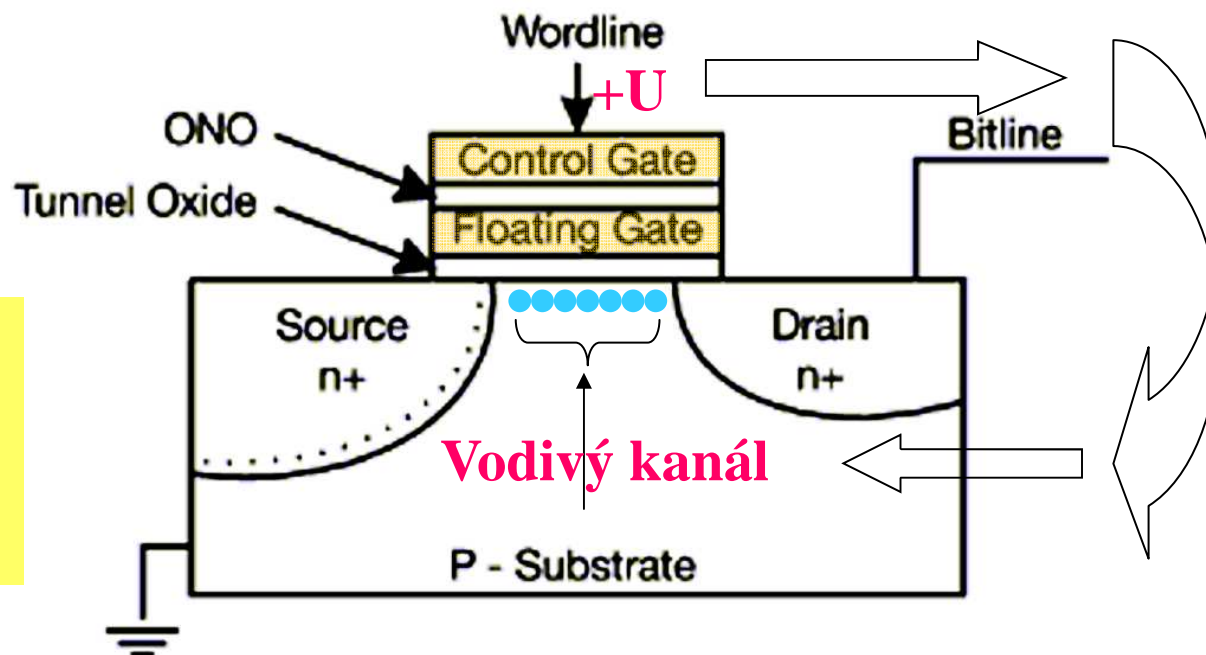 Wordline
+U
ONO
Bitline
Control Gate
Tunnel Oxide
Floating Gate
Source
n+
Drain
n+
Vodivý kanál
P - Substrate